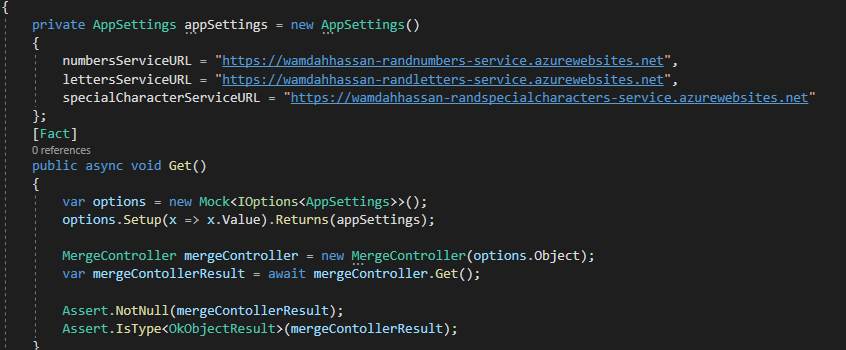 {
private AppSettings appSettings = new AppSettings()
{
numbersServiceURL = "https://wamdahhassan-randnumbers-service.azurewebsites.net",
lettersServiceURL = "https://wamdahhassan-randletters-service.azurewebsites.net",
specialCharacterServiceURL = "https://wamdahhassan-randspecialcharacters-service.azurewebsites.net"
};
[Fact]
0 references
public async void Get()
{
var options = new Mock<IOptions<AppSettings>>();
options.Setup(x => x.Value).Returns(appSettings);
MergeController mergeController = new MergeController(options.Object);
var mergeContollerResult = await mergeController.Get();
Assert.NotNull(mergeContollerResult);
Assert.IsType<OkObjectResult>(mergeContollerResult);
}